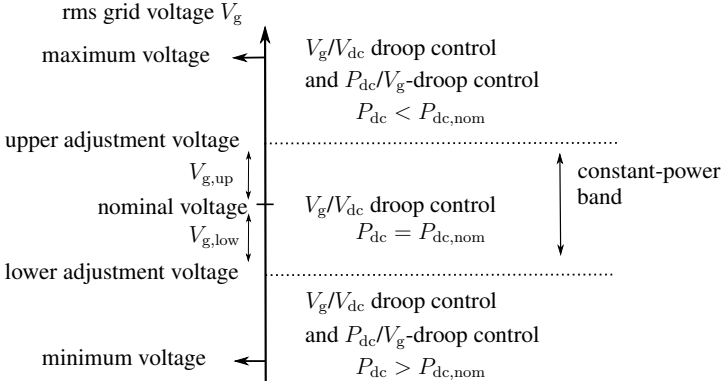 rms grid voltage V_g
V_g/V_dc droop control
maximum voltage
and P_dc/V_g-droop control
P_dc < P_dc,nom
upper adjustment voltage
V_g,up
constant-power
band
nominal voltage
V_g/V_dc droop control
P_dc = P_dc,nom
V_g,low
lower adjustment voltage
V_g/V_dc droop control
and P_dc/V_g-droop control
minimum voltage
P_dc > P_dc,nom